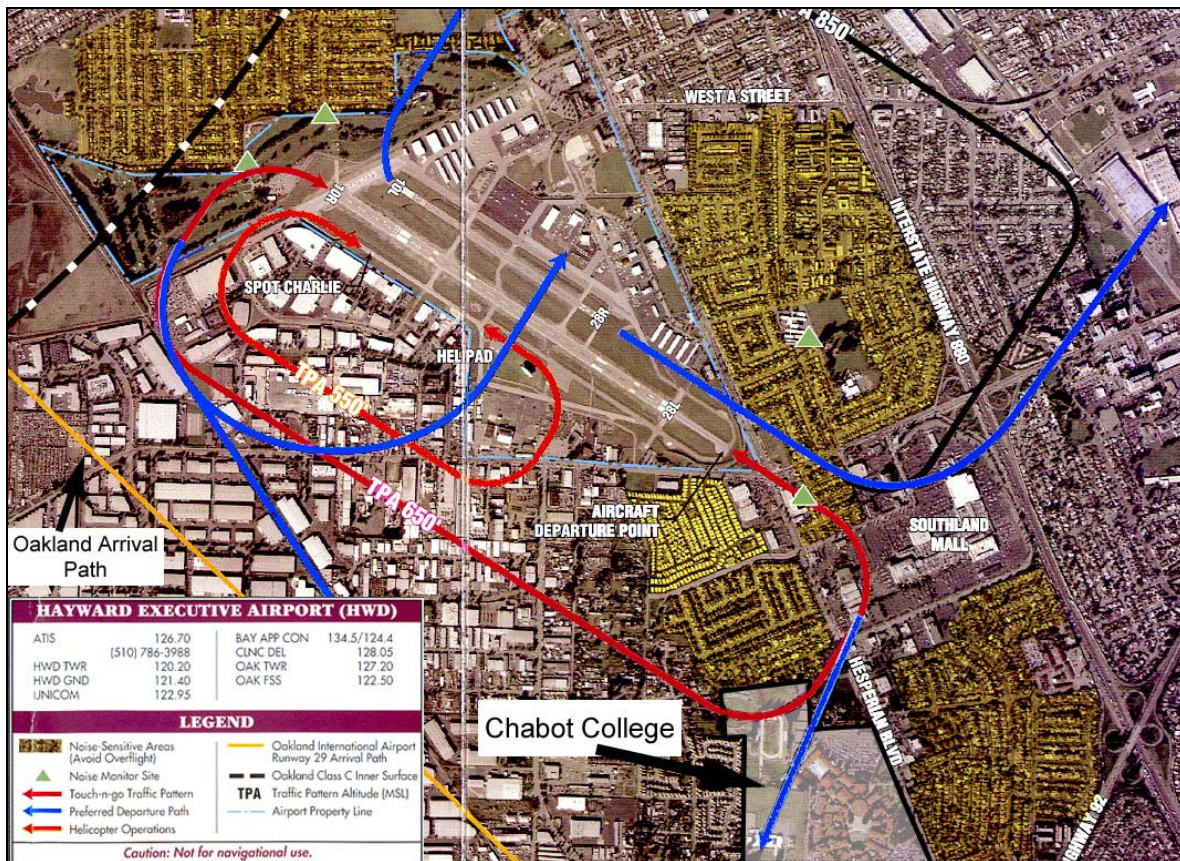 TPA 850'
WEST A STREET
INTERSTATE HIGHWAY 880
10R
10L
SPOT CHARLIE
HELIPAD
28R
28L
TPA 550'
TPA 650'
AIRCRAFT
DEPARTURE POINT
SOUTHLAND
MALL
HESPERIAN BLVD
HIGHWAY 92
Oakland Arrival
Path
Chabot College
HAYWARD EXECUTIVE AIRPORT (HWD)
ATIS 126.70 BAY APP CON 134.5/124.4
(510) 786-3988 CLNC DEL 128.05
HWD TWR 120.20 OAK TWR 127.20
HWD GND 121.40 OAK FSS 122.50
UNICOM 122.95
LEGEND
Noise-Sensitive Areas
(Avoid Overflight)
Noise Monitor Site
Touch-n-go Traffic Pattern
Preferred Departure Path
Helicopter Operations
Oakland International Airport
Runway 29 Arrival Path
Oakland Class C Inner Surface
TPA Traffic Pattern Altitude (MSL)
Airport Property Line
Caution: Not for navigational use.